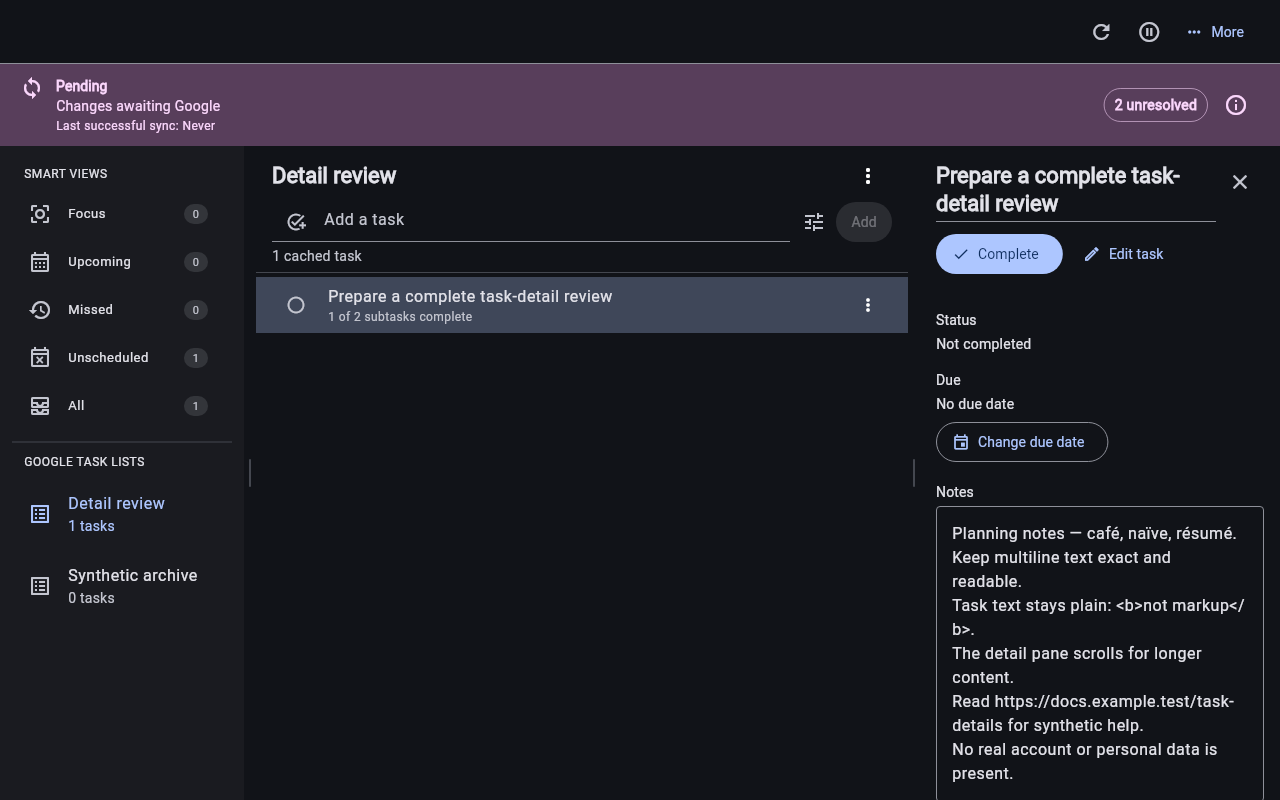 More
Pending
Changes awaiting Google
Last successful sync: Never
2 unresolved
SMART VIEWS
Focus 0
Upcoming 0
Missed 0
Unscheduled 1
All 1
GOOGLE TASK LISTS
Detail review
1 tasks
Synthetic archive
0 tasks
Detail review
Add a task
Add
1 cached task
Prepare a complete task-detail review
1 of 2 subtasks complete
Prepare a complete task-
detail review
Complete
Edit task
Status
Not completed
Due
No due date
Change due date
Notes
Planning notes — café, naïve, résumé.
Keep multiline text exact and
readable.
Task text stays plain: <b>not markup</
b>.
The detail pane scrolls for longer
content.
Read https://docs.example.test/task-
details for synthetic help.
No real account or personal data is
present.